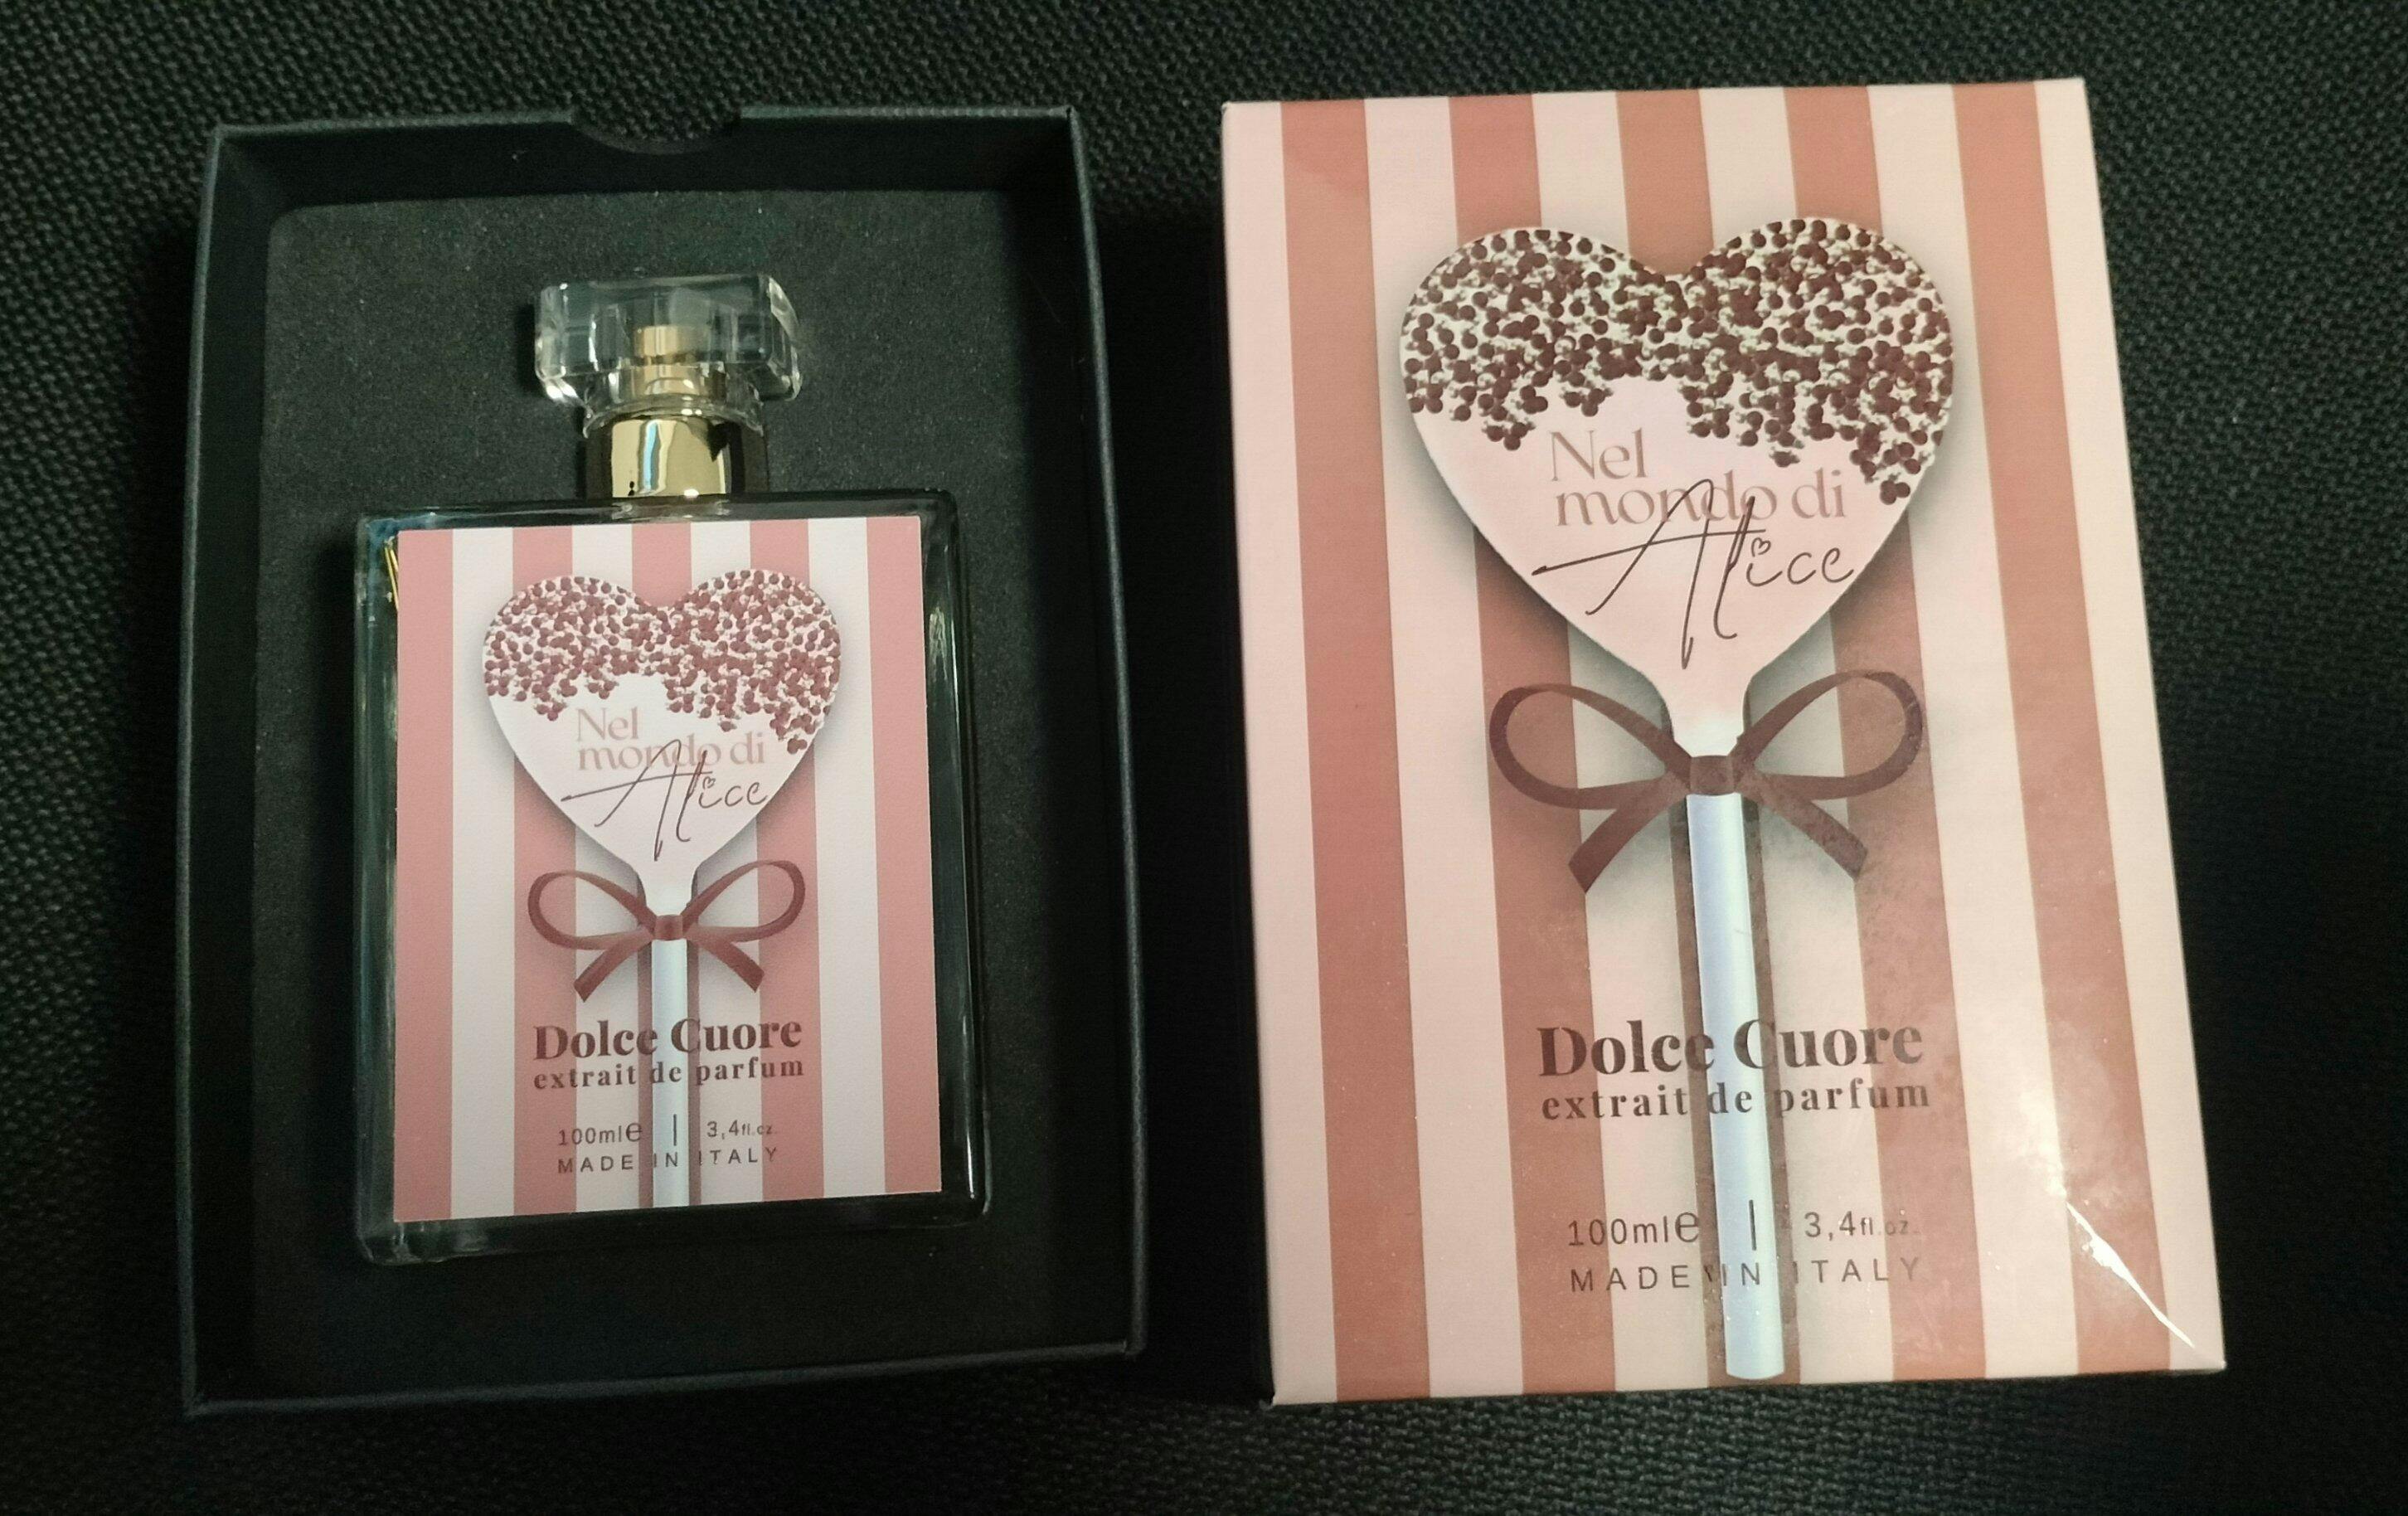 Nel
mondo di
Alice
Dolce Cuore
extrait de parfum
100ml℮ | 3,4fl.oz.
MADE IN ITALY
Nel
mondo di
Alice
Dolce Cuore
extrait de parfum
100ml℮ | 3,4fl.oz.
MADE IN ITALY